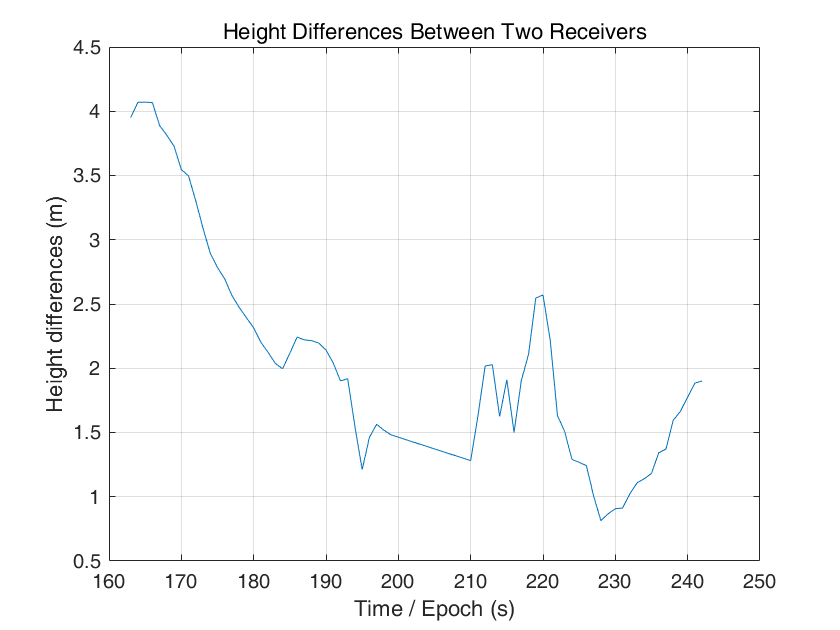 Height Differences Between Two Receivers
4.5
4
3.5
3
2.5
2
1.5
1
0.5
Height differences (m)
160 170 180 190 200 210 220 230 240 250
Time / Epoch (s)